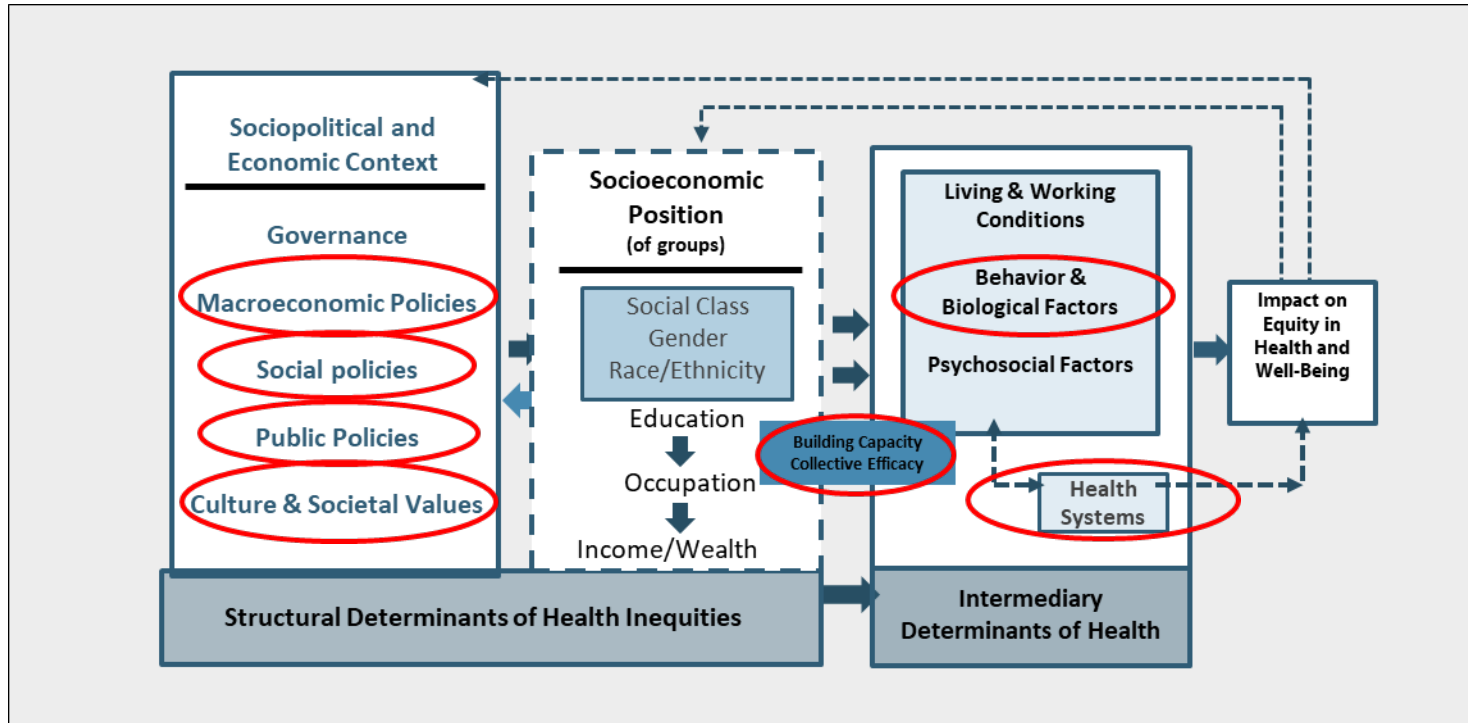 Sociopolitical and
Economic Context
Governance
Macroeconomic Policies
Social policies
Public Policies
Culture & Societal Values
Socioeconomic
Position
(of groups)
Social Class
Gender
Race/Ethnicity
Education
Occupation
Income/Wealth
Structural Determinants of Health Inequities
Building Capacity
Collective Efficacy
Living & Working
Conditions
Behavior &
Biological Factors
Psychosocial Factors
Health
Systems
Intermediary
Determinants of Health
Impact on
Equity in
Health and
Well-Being